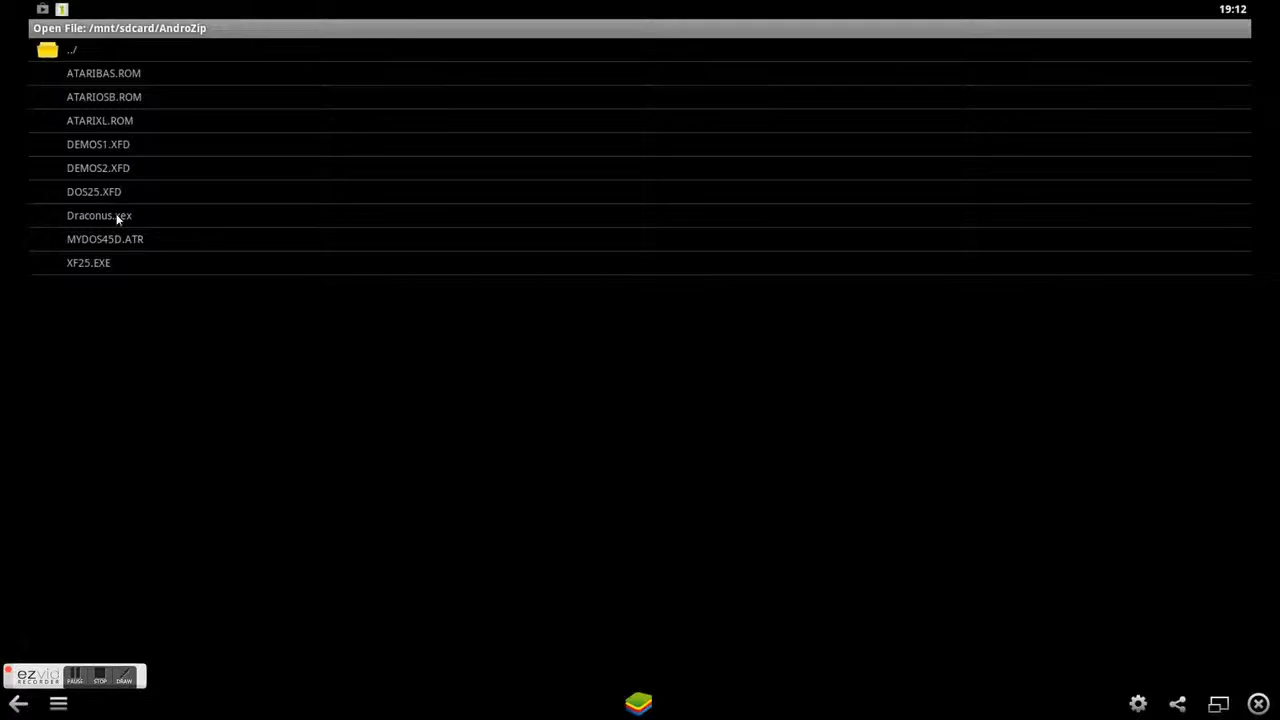 19:12
Open File: /mnt/sdcard/AndroZip
../
ATARIBAS.ROM
ATARIOSB.ROM
ATARIXL.ROM
DEMOS1.XFD
DEMOS2.XFD
DOS25.XFD
Draconus.xex
MYDOS45D.ATR
XF25.EXE
ezvid
RECORDER
PAUSE STOP DRAW